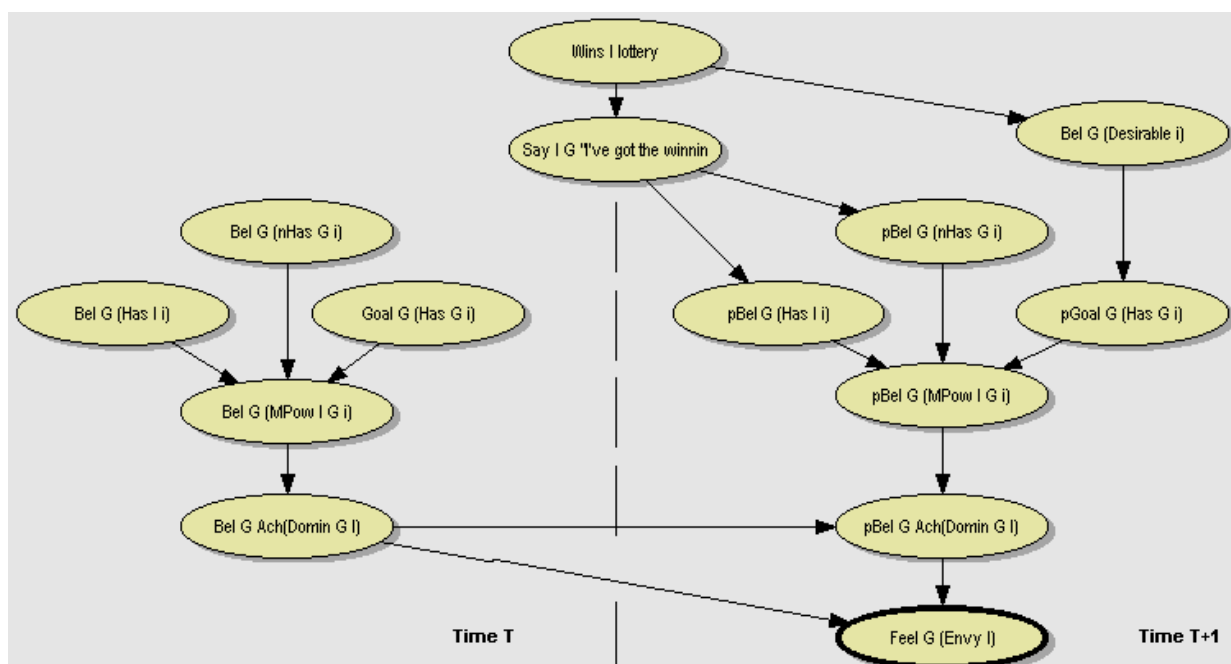 Wins I lottery
Bel G (Desirable i)
Say I G "I've got the winnin
Bel G (nHas G i)
pBel G (nHas G i)
Bel G (Has I i)
Goal G (Has G i)
pBel G (Has I i)
pGoal G (Has G i)
Bel G (MPow I G i)
pBel G (MPow I G i)
Bel G Ach(Domin G I)
pBel G Ach(Domin G I)
Time T
Feel G (Envy I)
Time T+1